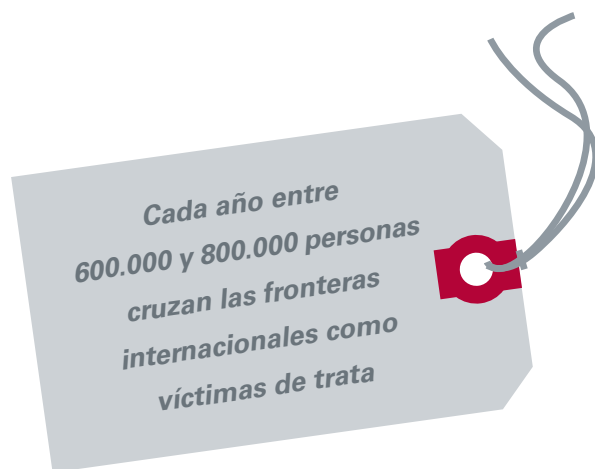 Cada año entre
600.000 y 800.000 personas
cruzan las fronteras
internacionales como
víctimas de trata